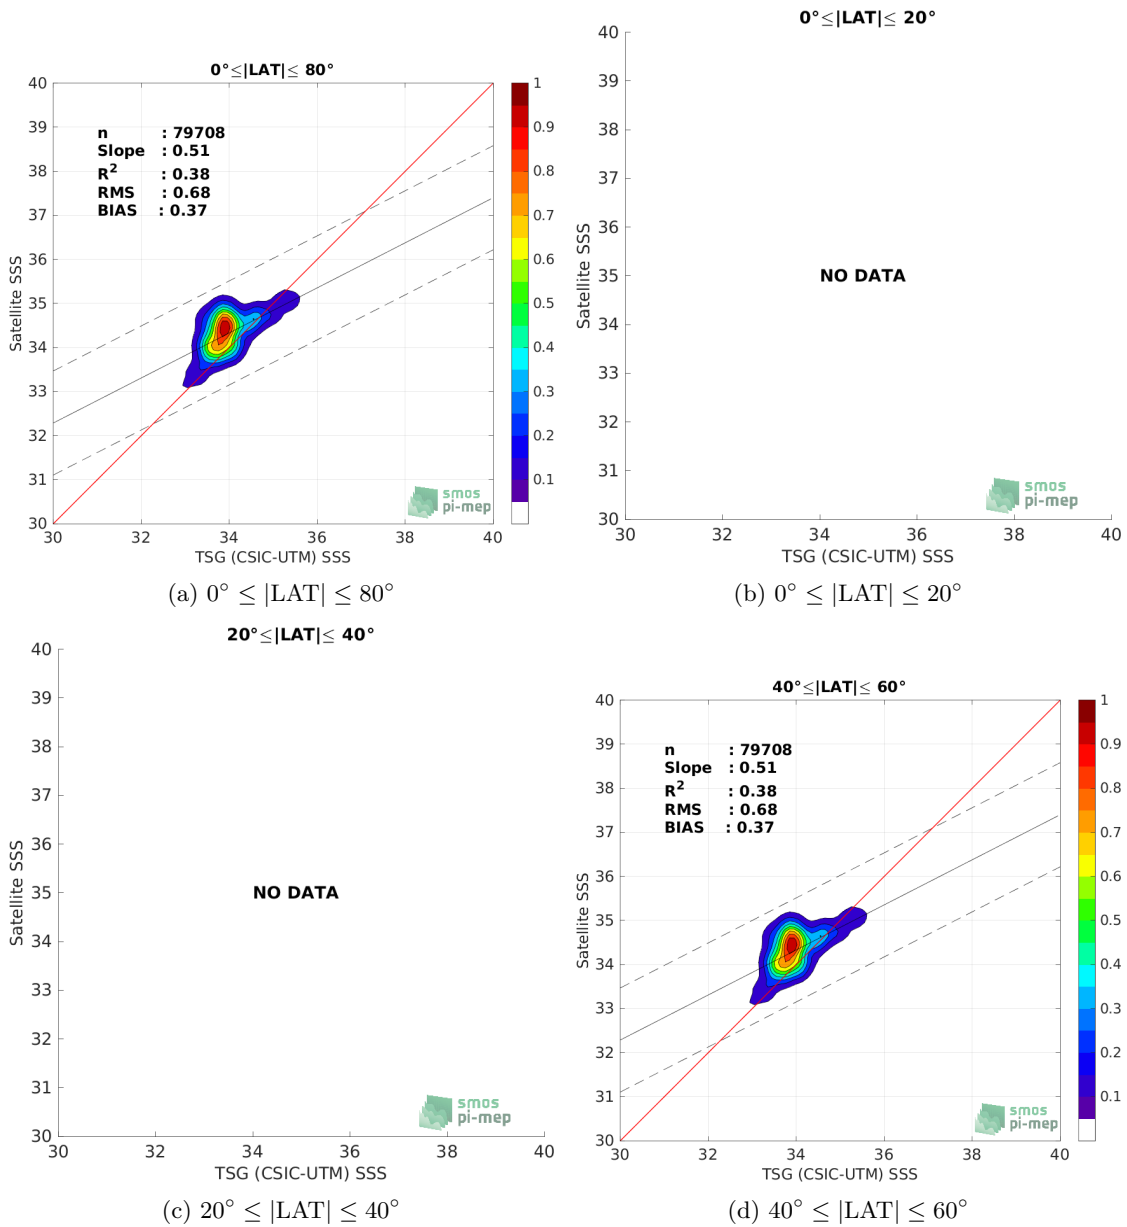 0°≤|LAT|≤ 80°
40
39
38
37
36
35
34
33
32
31
30
Satellite SSS
n : 79708
Slope : 0.51
R² : 0.38
RMS : 0.68
BIAS : 0.37
smos
pi-mep
30 32 34 36 38 40
TSG (CSIC-UTM) SSS
1
0.9
0.8
0.7
0.6
0.5
0.4
0.3
0.2
0.1
(a) 0° ≤ |LAT| ≤ 80°
0°≤|LAT|≤ 20°
40
39
38
37
36
35
34
33
32
31
30
Satellite SSS
NO DATA
smos
pi-mep
30 32 34 36 38 40
TSG (CSIC-UTM) SSS
(b) 0° ≤ |LAT| ≤ 20°
20°≤|LAT|≤ 40°
40
39
38
37
36
35
34
33
32
31
30
Satellite SSS
NO DATA
smos
pi-mep
30 32 34 36 38 40
TSG (CSIC-UTM) SSS
(c) 20° ≤ |LAT| ≤ 40°
40°≤|LAT|≤ 60°
40
39
38
37
36
35
34
33
32
31
30
Satellite SSS
n : 79708
Slope : 0.51
R² : 0.38
RMS : 0.68
BIAS : 0.37
smos
pi-mep
30 32 34 36 38 40
TSG (CSIC-UTM) SSS
1
0.9
0.8
0.7
0.6
0.5
0.4
0.3
0.2
0.1
(d) 40° ≤ |LAT| ≤ 60°